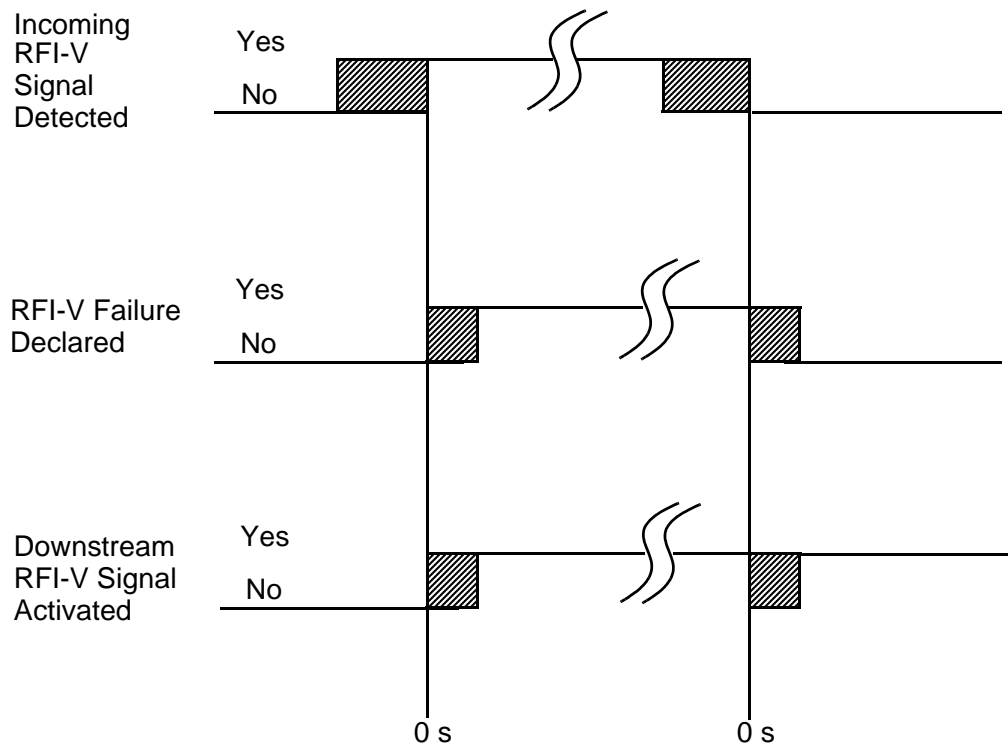 Incoming
RFI-V
Signal
Detected
Yes
No
RFI-V Failure
Declared
Yes
No
Downstream
RFI-V Signal
Activated
Yes
No
0 s
0 s